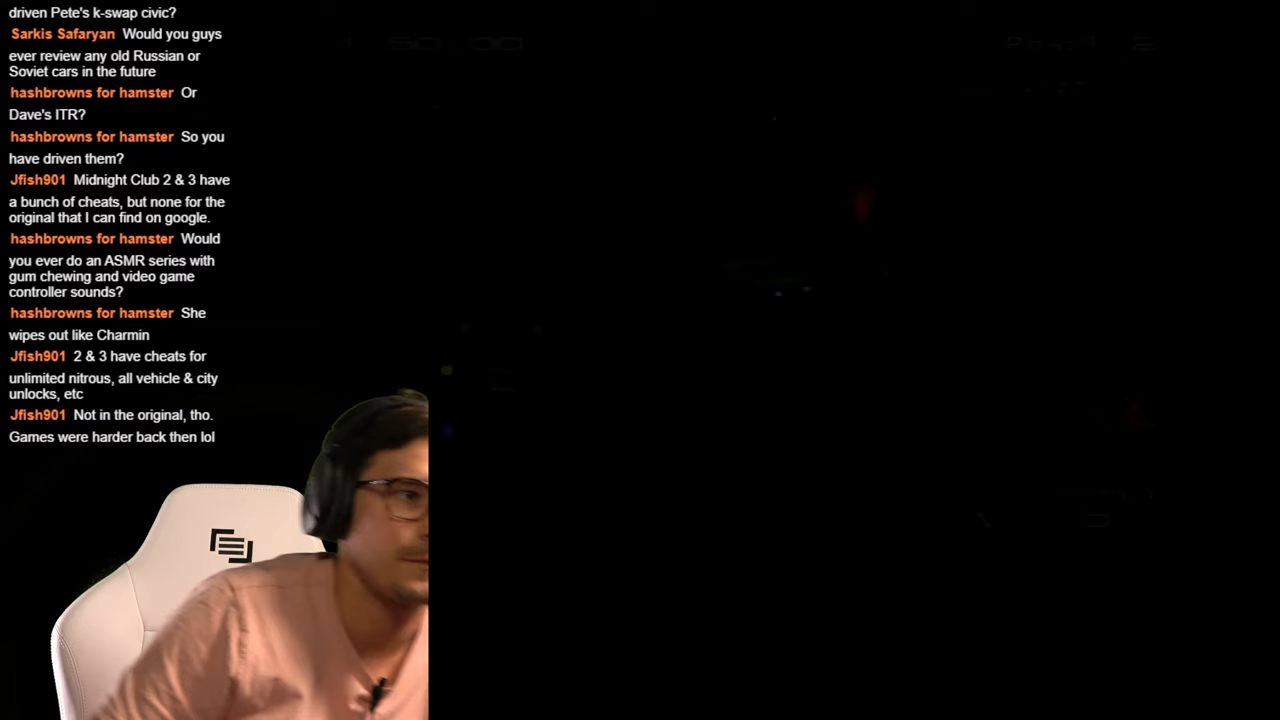 driven Pete's k-swap civic?
Sarkis Safaryan Would you guys
ever review any old Russian or
Soviet cars in the future
hashbrowns for hamster Or
Dave's ITR?
hashbrowns for hamster So you
have driven them?
Jfish901 Midnight Club 2 & 3 have
a bunch of cheats, but none for the
original that I can find on google.
hashbrowns for hamster Would
you ever do an ASMR series with
gum chewing and video game
controller sounds?
hashbrowns for hamster She
wipes out like Charmin
Jfish901 2 & 3 have cheats for
unlimited nitrous, all vehicle & city
unlocks, etc
Jfish901 Not in the original, tho.
Games were harder back then lol